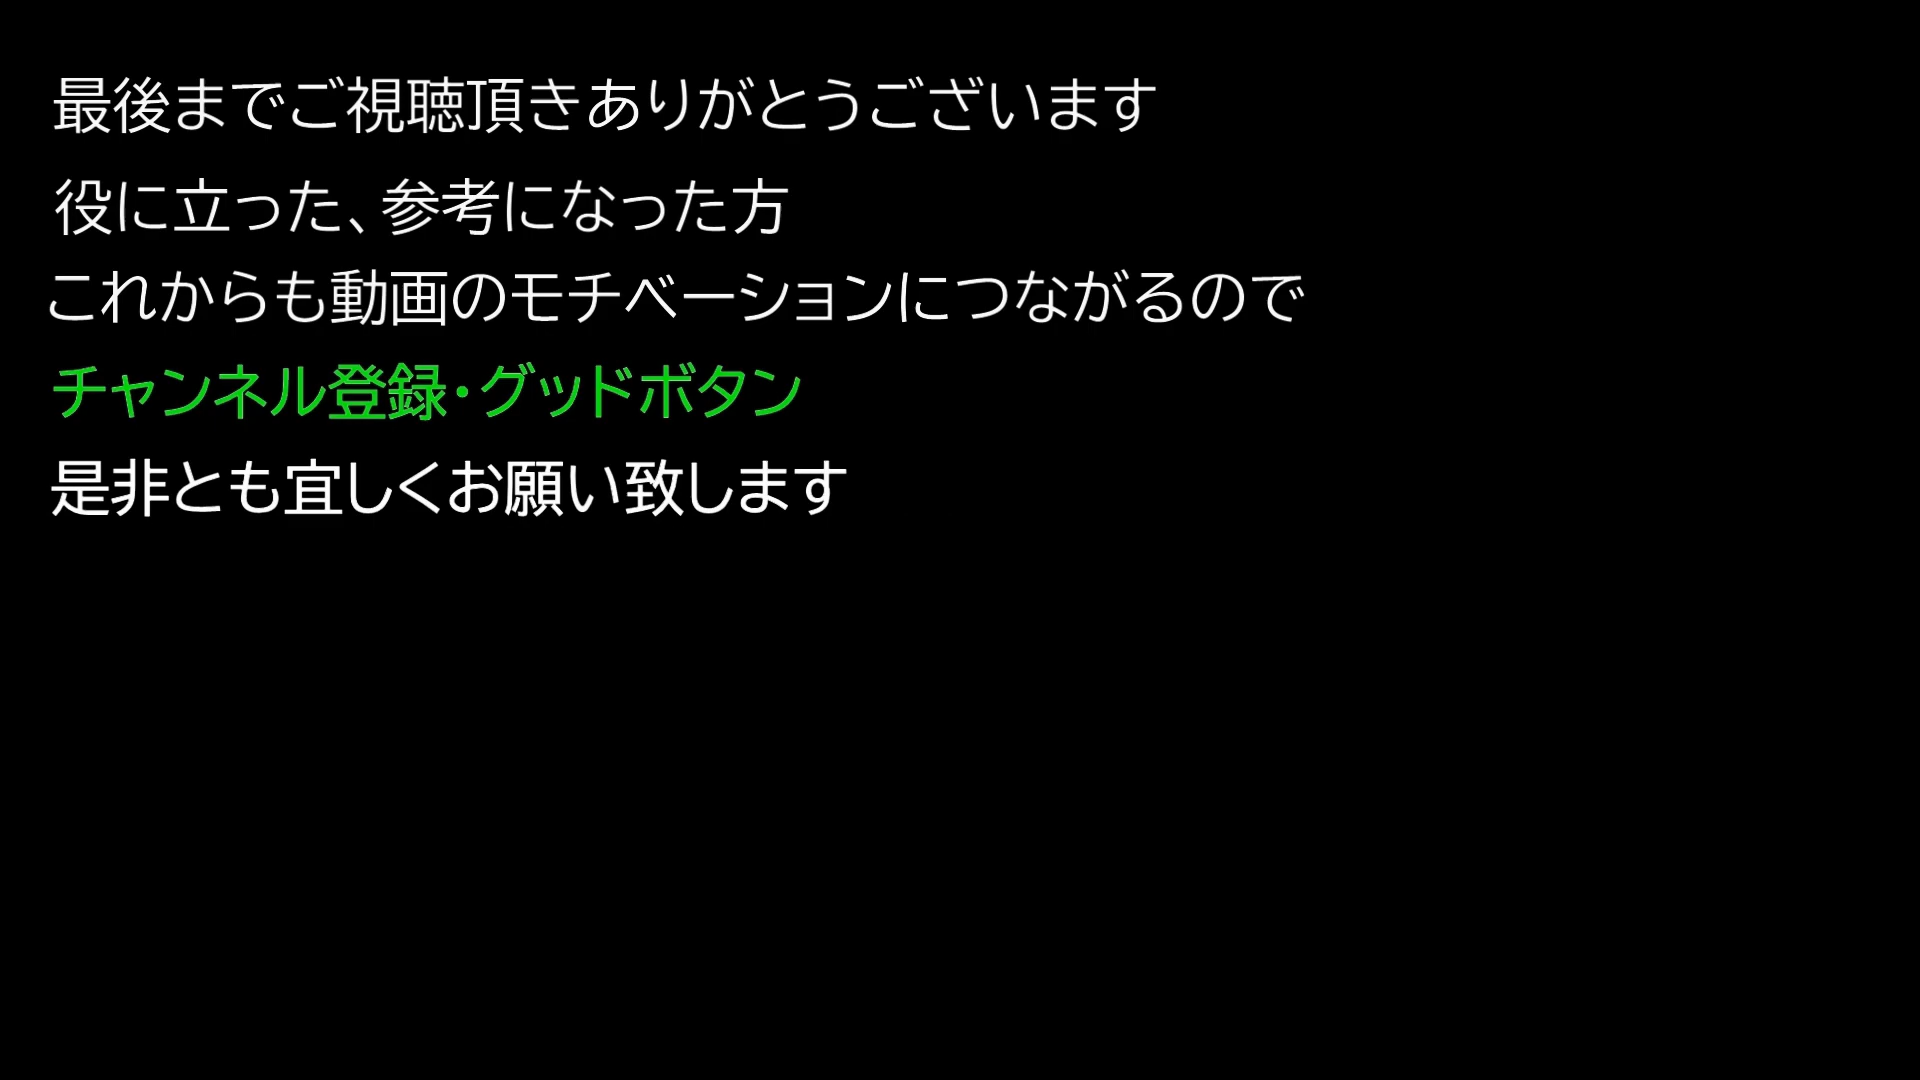 最後までご視聴頂きありがとうございます
役に立った、参考になった方
これからも動画のモチベーションにつながるので
チャンネル登録・グッドボタン
是非とも宜しくお願い致します